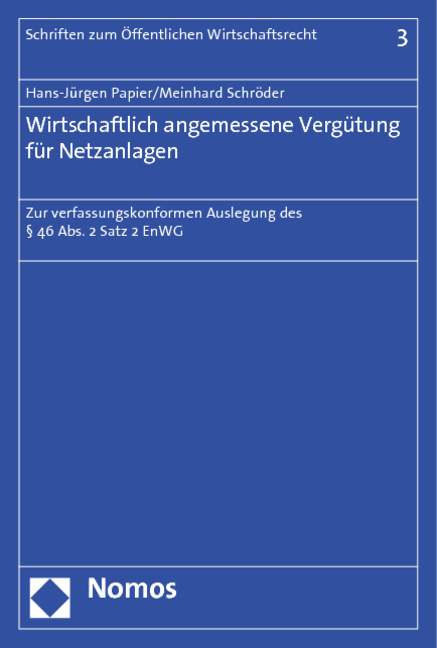 Schriften zum Öffentlichen Wirtschaftsrecht 3
Hans-Jürgen Papier/Meinhard Schröder
Wirtschaftlich angemessene Vergütung
für Netzanlagen
Zur verfassungskonformen Auslegung des
§ 46 Abs. 2 Satz 2 EnWG
Nomos